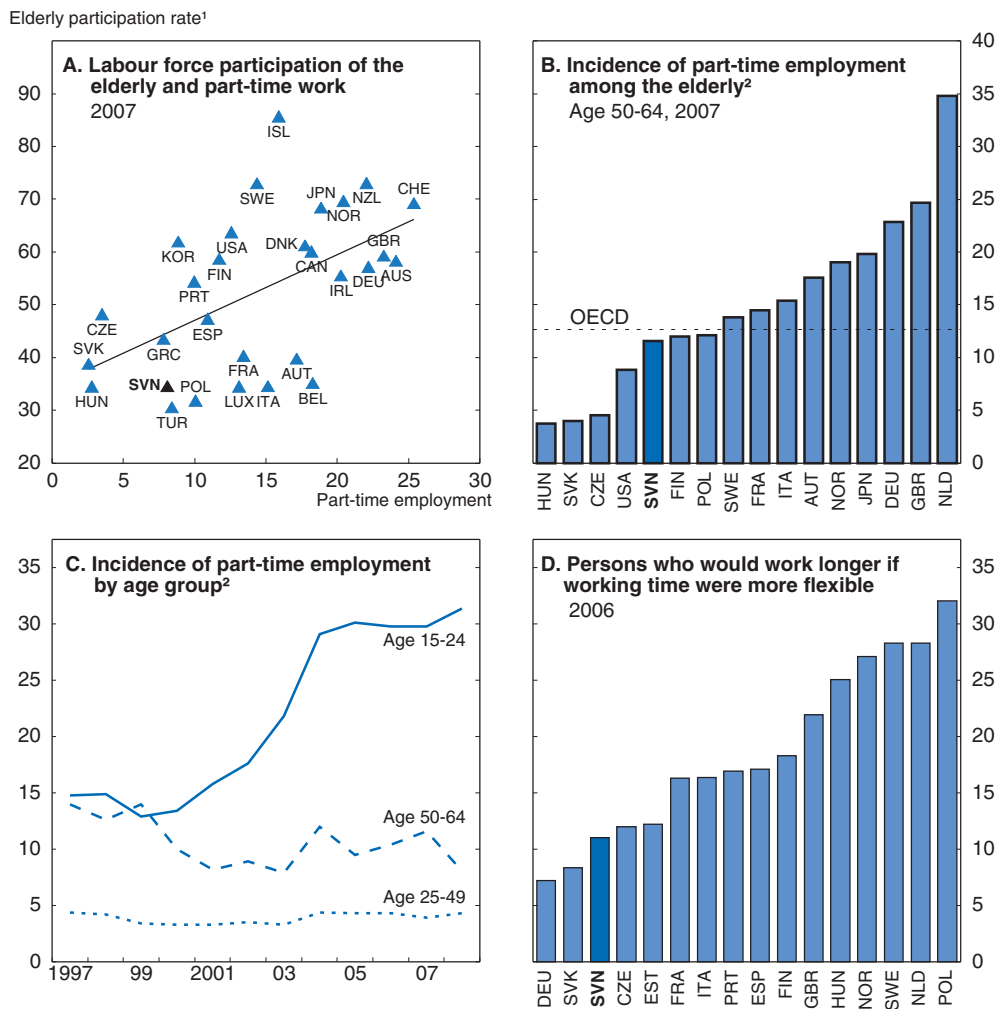 Elderly participation rate¹
A. Labour force participation of the
elderly and part-time work
2007
90
80
70
60
50
40
30
20
0
5
10
15
20
25
30
Part-time employment
ISL
SWE
JPN
NOR
NZL
CHE
KOR
USA
DNK
CAN
GBR
FIN
PRT
IRL
DEU
AUS
CZE
ESP
SVK
GRC
FRA
AUT
HUN
SVN
POL
LUX
ITA
BEL
TUR
B. Incidence of part-time employment
among the elderly²
Age 50-64, 2007
40
35
30
25
20
15
10
5
0
OECD
HUN
SVK
CZE
USA
SVN
FIN
POL
SWE
FRA
ITA
AUT
NOR
JPN
DEU
GBR
NLD
C. Incidence of part-time employment
by age group²
35
30
25
20
15
10
5
0
Age 15-24
Age 50-64
Age 25-49
1997
99
2001
03
05
07
D. Persons who would work longer if
working time were more flexible
2006
35
30
25
20
15
10
5
0
DEU
SVK
SVN
CZE
EST
FRA
ITA
PRT
ESP
FIN
GBR
HUN
NOR
SWE
NLD
POL